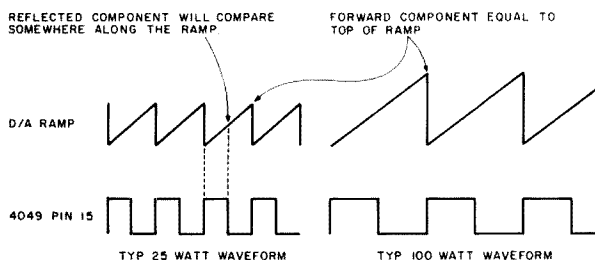 REFLECTED COMPONENT WILL COMPARE
SOMEWHERE ALONG THE RAMP
FORWARD COMPONENT EQUAL TO
TOP OF RAMP
D/A RAMP
4049 PIN 15
TYP 25 WATT WAVEFORM
TYP 100 WATT WAVEFORM